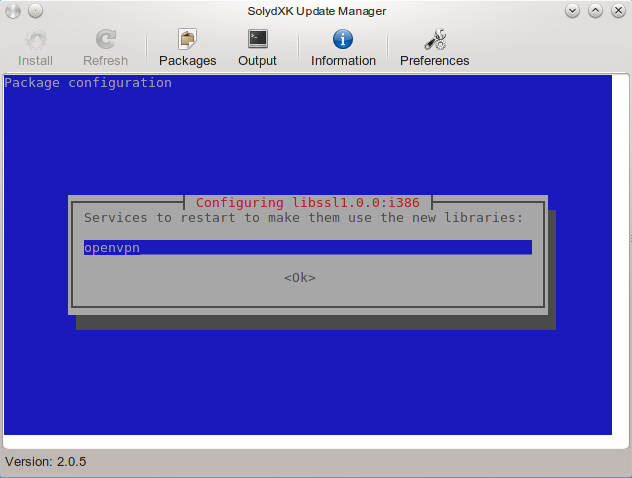 SolydXK Update Manager
Install Refresh Packages Output Information Preferences
Package configuration
Configuring libssl1.0.0:i386
Services to restart to make them use the new libraries:
openvpn
<Ok>
Version: 2.0.5